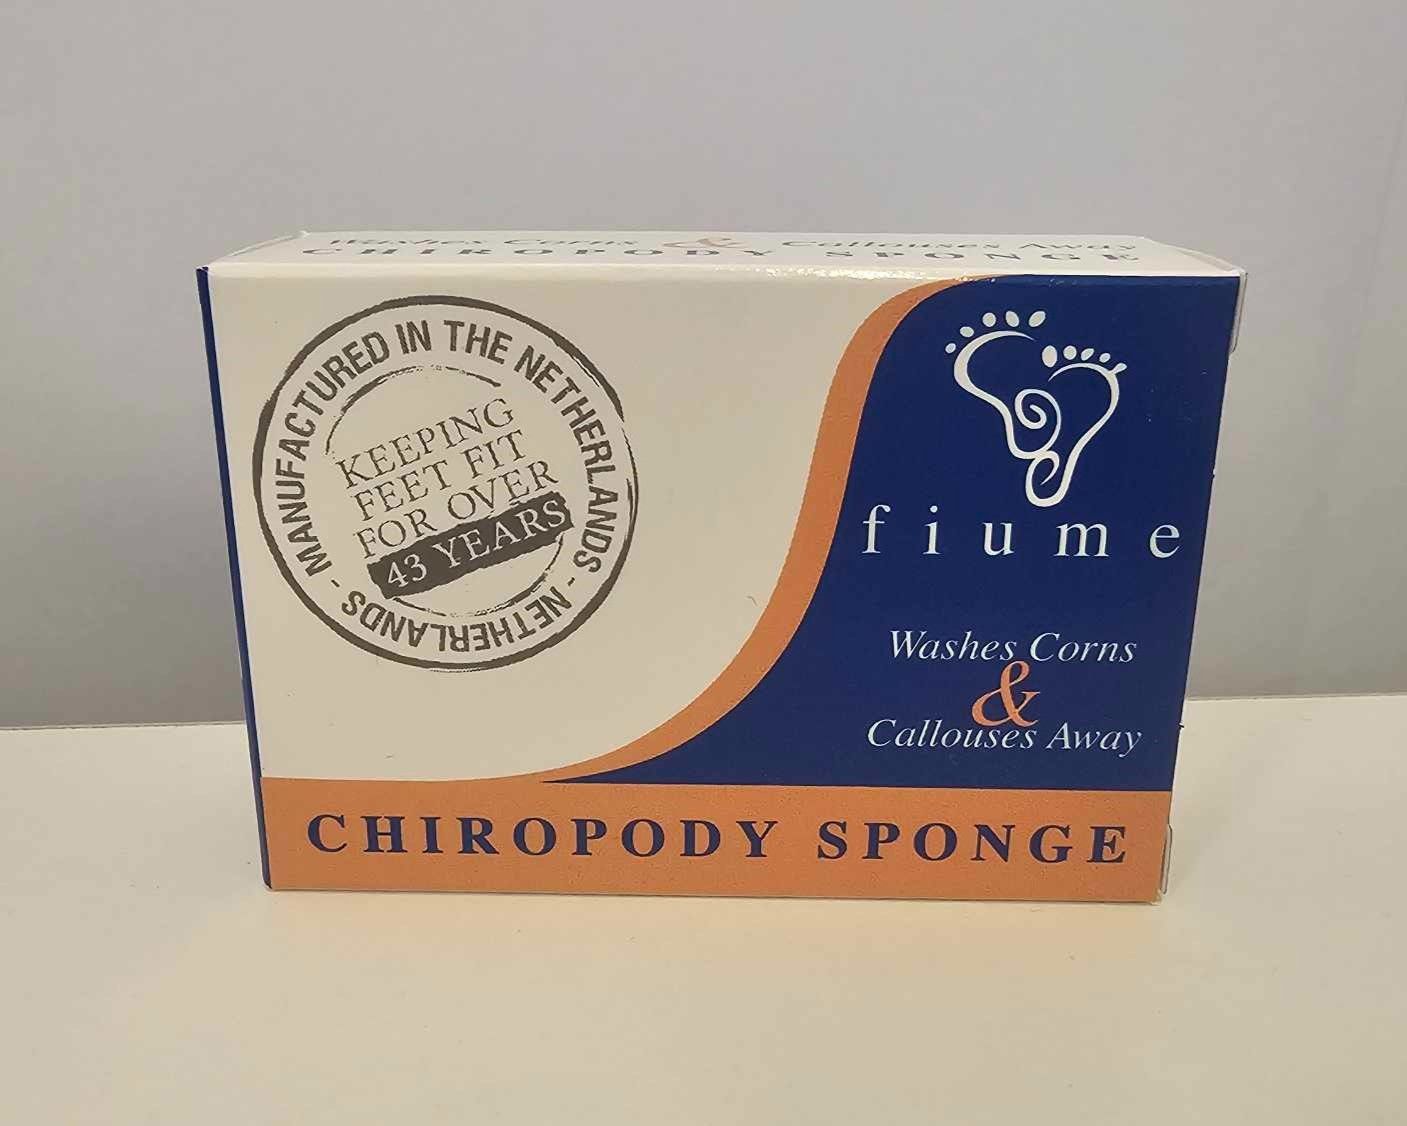 Washes Corns & Callouses Away
CHIROPODY SPONGE
MANUFACTURED IN THE NETHERLANDS - NETHERLANDS -
KEEPING
FEET FIT
FOR OVER
43 YEARS
fiume
Washes Corns
&
Callouses Away
CHIROPODY SPONGE